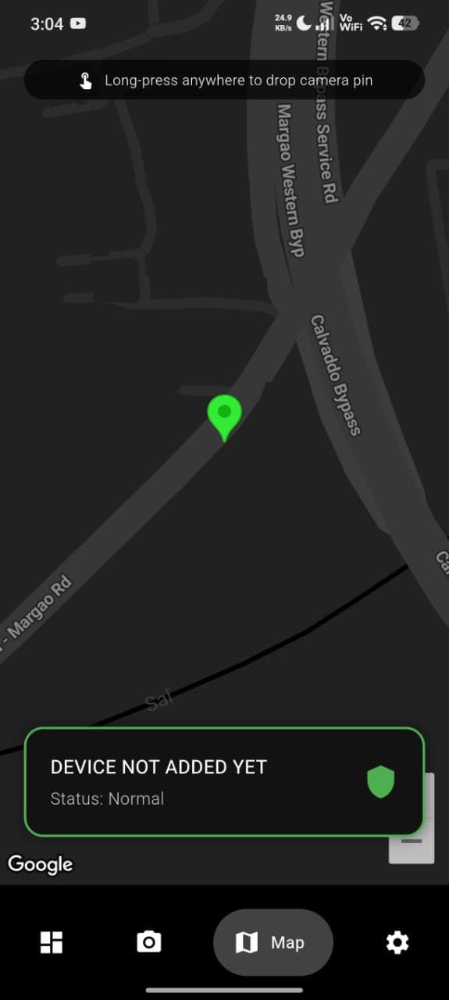 3:04
24.9
KB/s
Vo
WiFi
42
Long-press anywhere to drop camera pin
Western Bypass Service Rd
Margao Western Byp
Calvaddo Bypass
- Margao Rd
Sal
DEVICE NOT ADDED YET
Status: Normal
Google
Map